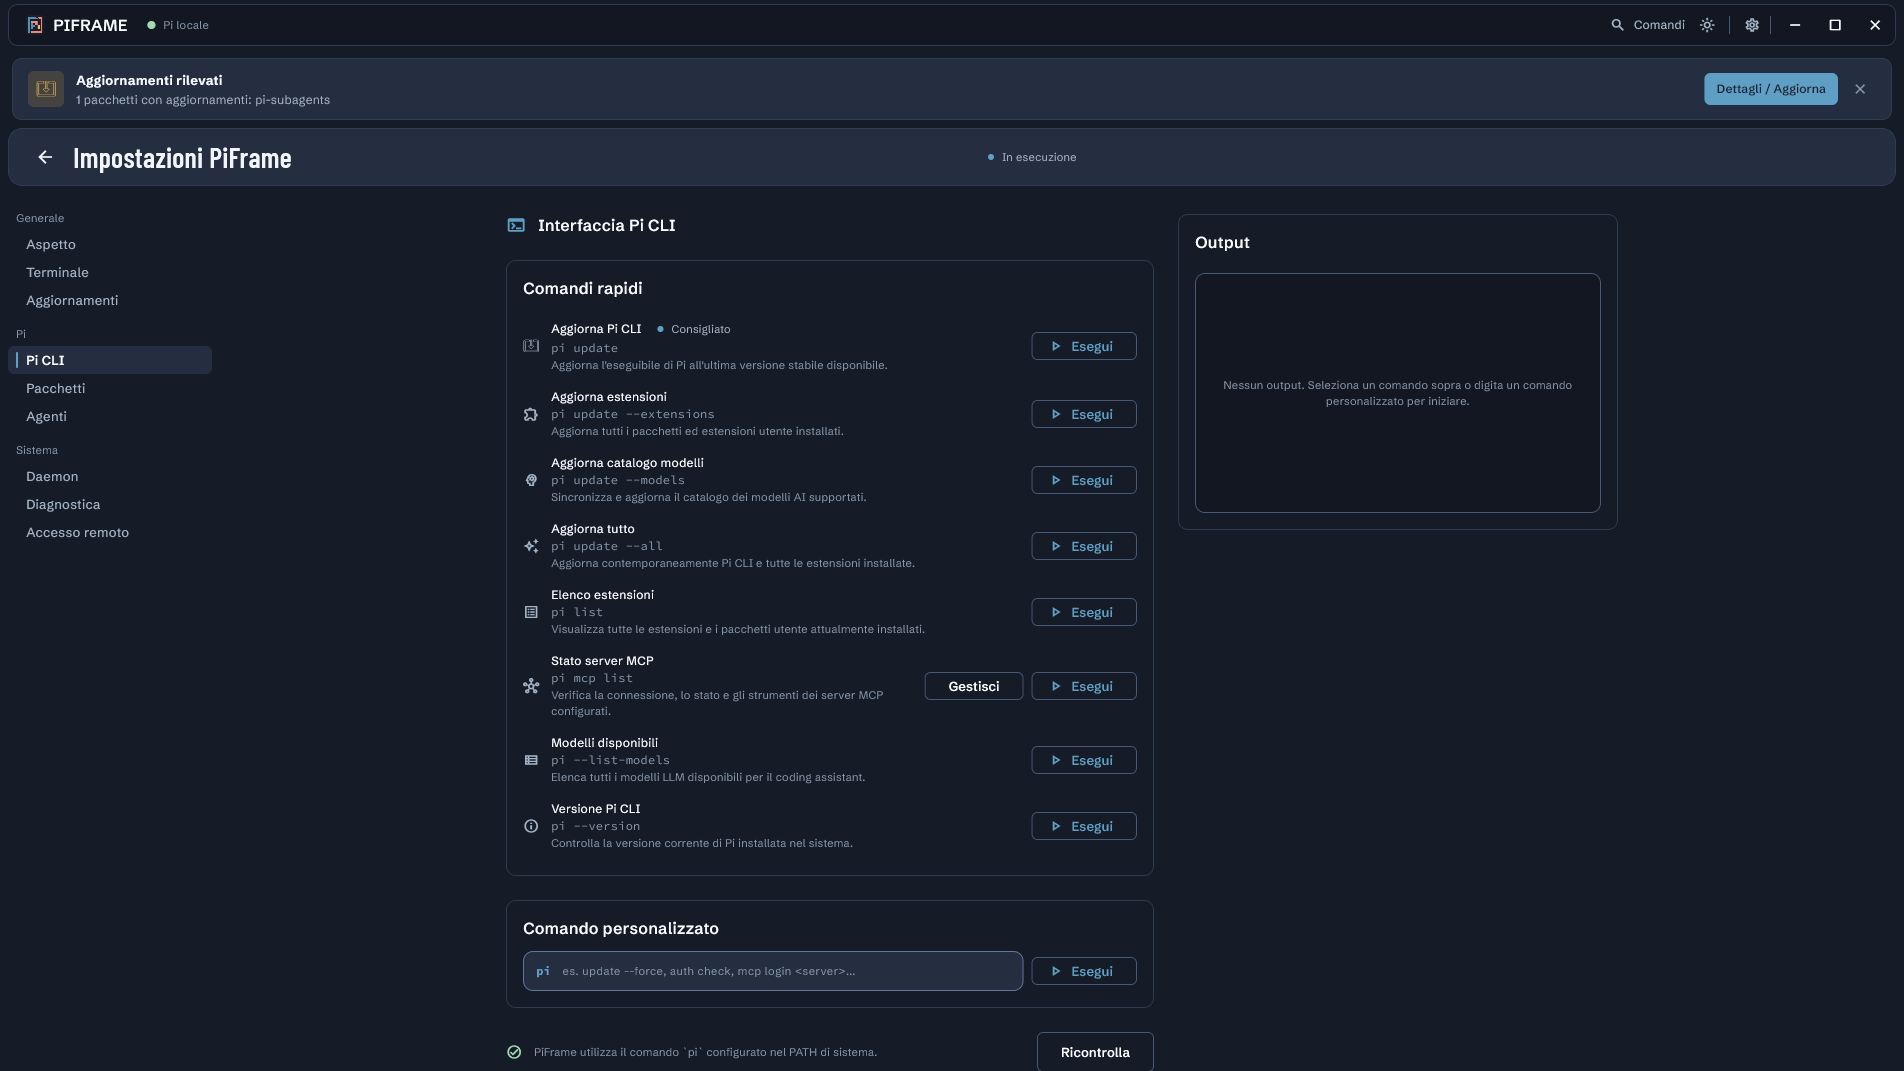 PIFRAME
Pi locale
Comandi
Aggiornamenti rilevati
1 pacchetti con aggiornamenti: pi-subagents
Dettagli / Aggiorna
Impostazioni PiFrame
In esecuzione
Generale
Aspetto
Terminale
Aggiornamenti
Pi
Pi CLI
Pacchetti
Agenti
Sistema
Daemon
Diagnostica
Accesso remoto
Interfaccia Pi CLI
Comandi rapidi
Aggiorna Pi CLI
Consigliato
pi update
Aggiorna l'eseguibile di Pi all'ultima versione stabile disponibile.
Esegui
Aggiorna estensioni
pi update --extensions
Aggiorna tutti i pacchetti ed estensioni utente installati.
Esegui
Aggiorna catalogo modelli
pi update --models
Sincronizza e aggiorna il catalogo dei modelli AI supportati.
Esegui
Aggiorna tutto
pi update --all
Aggiorna contemporaneamente Pi CLI e tutte le estensioni installate.
Esegui
Elenco estensioni
pi list
Visualizza tutte le estensioni e i pacchetti utente attualmente installati.
Esegui
Stato server MCP
pi mcp list
Verifica la connessione, lo stato e gli strumenti dei server MCP
configurati.
Gestisci
Esegui
Modelli disponibili
pi --list-models
Elenca tutti i modelli LLM disponibili per il coding assistant.
Esegui
Versione Pi CLI
pi --version
Controlla la versione corrente di Pi installata nel sistema.
Esegui
Comando personalizzato
pi es. update --force, auth check, mcp login <server>...
Esegui
PiFrame utilizza il comando `pi` configurato nel PATH di sistema.
Ricontrolla
Output
Nessun output. Seleziona un comando sopra o digita un comando
personalizzato per iniziare.